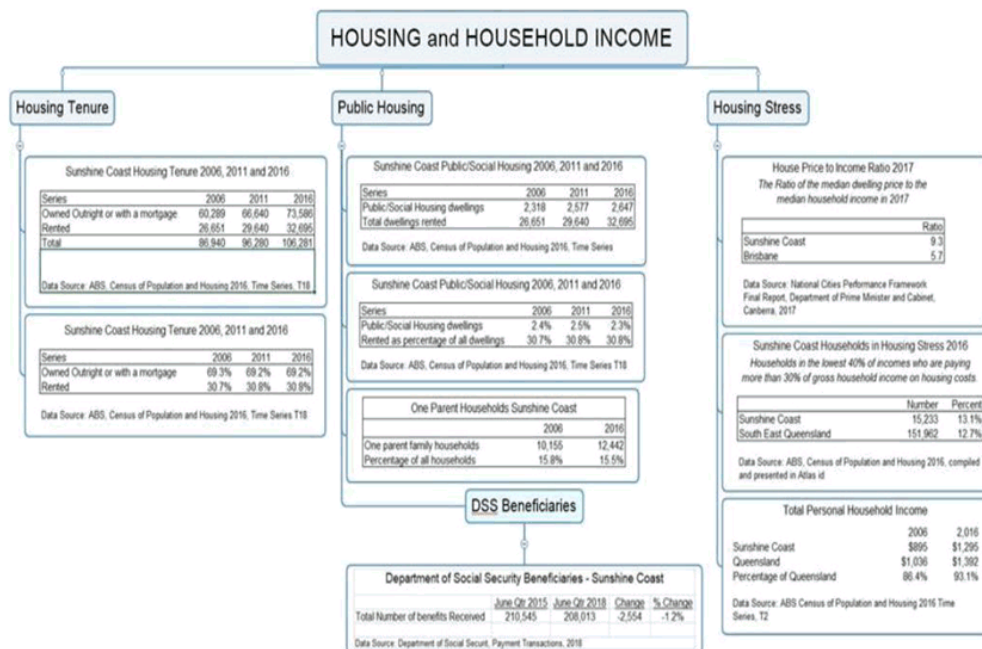 HOUSING and HOUSEHOLD INCOME
Housing Tenure
Sunshine Coast Housing Tenure 2006, 2011 and 2016
Series 2006 2011 2016
Owned Outright or with a mortgage 60,289 66,640 73,586
Rented 26,651 29,640 32,695
Total 86,940 96,280 106,281
Data Source: ABS, Census of Population and Housing 2016, Time Series, T18
Sunshine Coast Housing Tenure 2006, 2011 and 2016
Series 2006 2011 2016
Owned Outright or with a mortgage 69.3% 69.2% 69.2%
Rented 30.7% 30.8% 30.8%
Data Source: ABS, Census of Population and Housing 2016, Time Series T18
Public Housing
Sunshine Coast Public/Social Housing 2006, 2011 and 2016
Series 2006 2011 2016
Public/Social Housing dwellings 2,318 2,577 2,647
Total dwellings rented 26,651 29,640 32,695
Data Source: ABS, Census of Population and Housing 2016, Time Series
Sunshine Coast Public/Social Housing 2006, 2011 and 2016
Series 2006 2011 2016
Public/Social Housing dwellings 2.4% 2.5% 2.3%
Rented as percentage of all dwellings 30.7% 30.8% 30.8%
Data Source: ABS, Census of Population and Housing 2016, Time Series T18
One Parent Households Sunshine Coast
2006 2016
One parent family households 10,155 12,442
Percentage of all households 15.8% 15.5%
DSS Beneficiaries
Department of Social Security Beneficiaries - Sunshine Coast
June Qtr 2015 June Qtr 2018 Change % Change
Total Number of benefits Received 210,545 208,013 -2,554 -1.2%
Data Source: Department of Social Securit, Payment Transactions, 2018
Housing Stress
House Price to Income Ratio 2017
The Ratio of the median dwelling price to the
median household income in 2017
Ratio
Sunshine Coast 9.3
Brisbane 5.7
Data Source: National Cities Performance Framework
Final Report, Department of Prime Minister and Cabinet,
Canberra, 2017
Sunshine Coast Households in Housing Stress 2016
Households in the lowest 40% of incomes who are paying
more than 30% of gross household income on housing costs.
Number Percent
Sunshine Coast 15,233 13.1%
South East Queensland 151,962 12.7%
Data Source: ABS, Census of Population and Housing 2016, compiled
and presented in Atlas id
Total Personal Household Income
2006 2,016
Sunshine Coast $895 $1,295
Queensland $1,036 $1,392
Percentage of Queensland 86.4% 93.1%
Data Source: ABS Census of Population and Housing 2016 Time
Series, T2